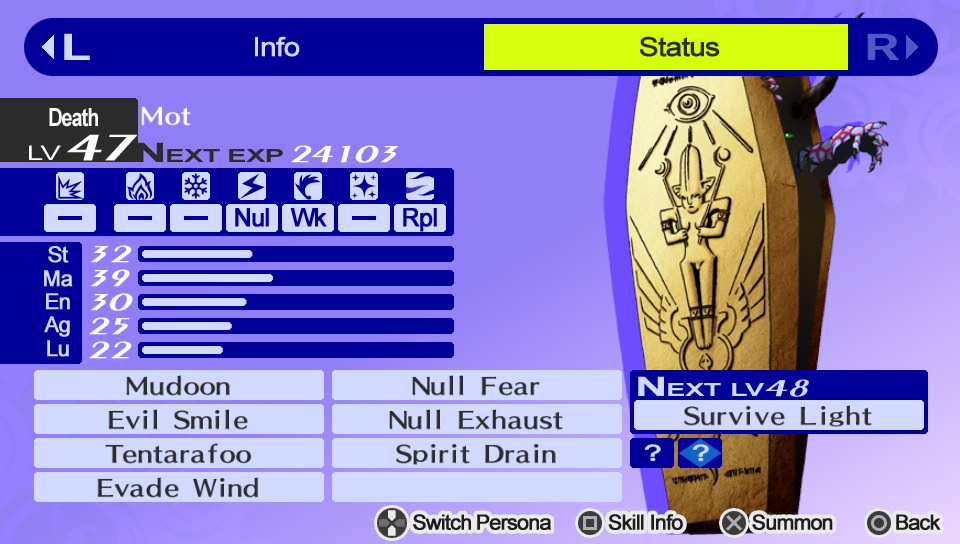 L Info Status R
Death Mot
LV 47 NEXT EXP 24103
— — — Nul Wk — Rpl
St 32
Ma 39
En 30
Ag 25
Lu 22
Mudoon Null Fear NEXT LV48
Evil Smile Null Exhaust Survive Light
Tentarafoo Spirit Drain ? ?
Evade Wind
Switch Persona Skill Info Summon Back